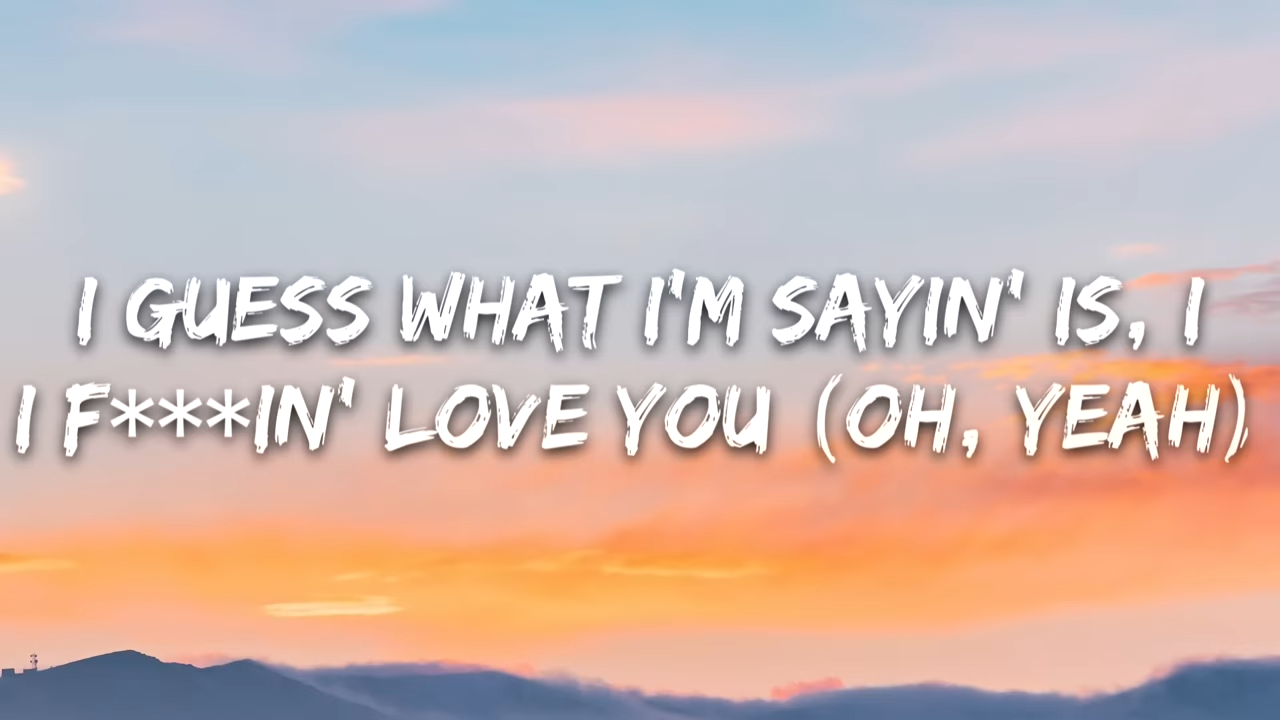 I GUESS WHAT I'M SAYIN' IS, I
I F***IN' LOVE YOU (OH, YEAH)